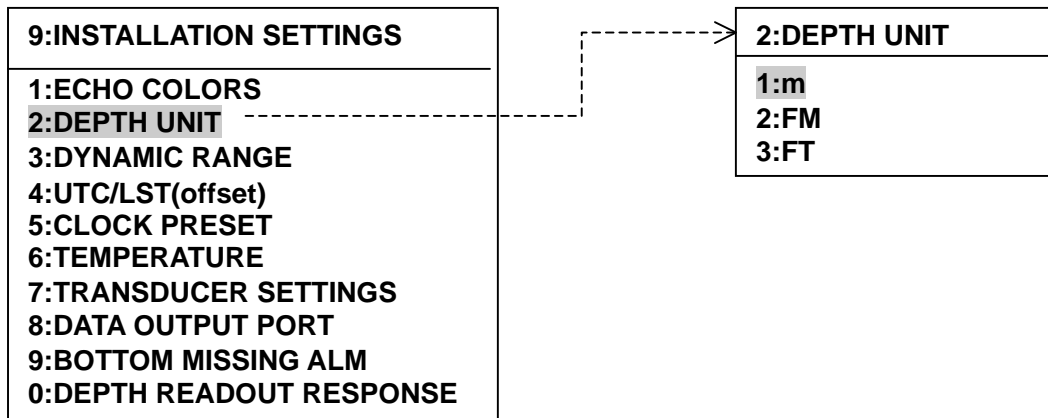 9:INSTALLATION SETTINGS
1:ECHO COLORS
2:DEPTH UNIT
3:DYNAMIC RANGE
4:UTC/LST(offset)
5:CLOCK PRESET
6:TEMPERATURE
7:TRANSDUCER SETTINGS
8:DATA OUTPUT PORT
9:BOTTOM MISSING ALM
0:DEPTH READOUT RESPONSE
2:DEPTH UNIT
1:m
2:FM
3:FT